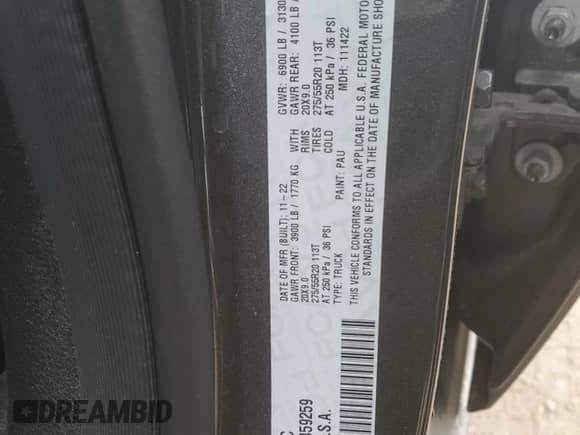 DATE OF MFR (BUILT): 11-22 GVWR: 6900 LB / 3130
GAWR FRONT: 3900 LB / 1770 KG WITH GAWR REAR: 4100 LB /
20X9.0 RIMS 20X9.0
275/55R20 113T TIRES 275/55R20 113T
AT 250 kPa / 36 PSI COLD AT 250 kPa / 36 PSI
TYPE: TRUCK PAINT: PAU MDH: 111422
THIS VEHICLE CONFORMS TO ALL APPLICABLE U.S.A. FEDERAL MOTOR
STANDARDS IN EFFECT ON THE DATE OF MANUFACTURE SHO
C
459259
.S.A.
DREAMBID